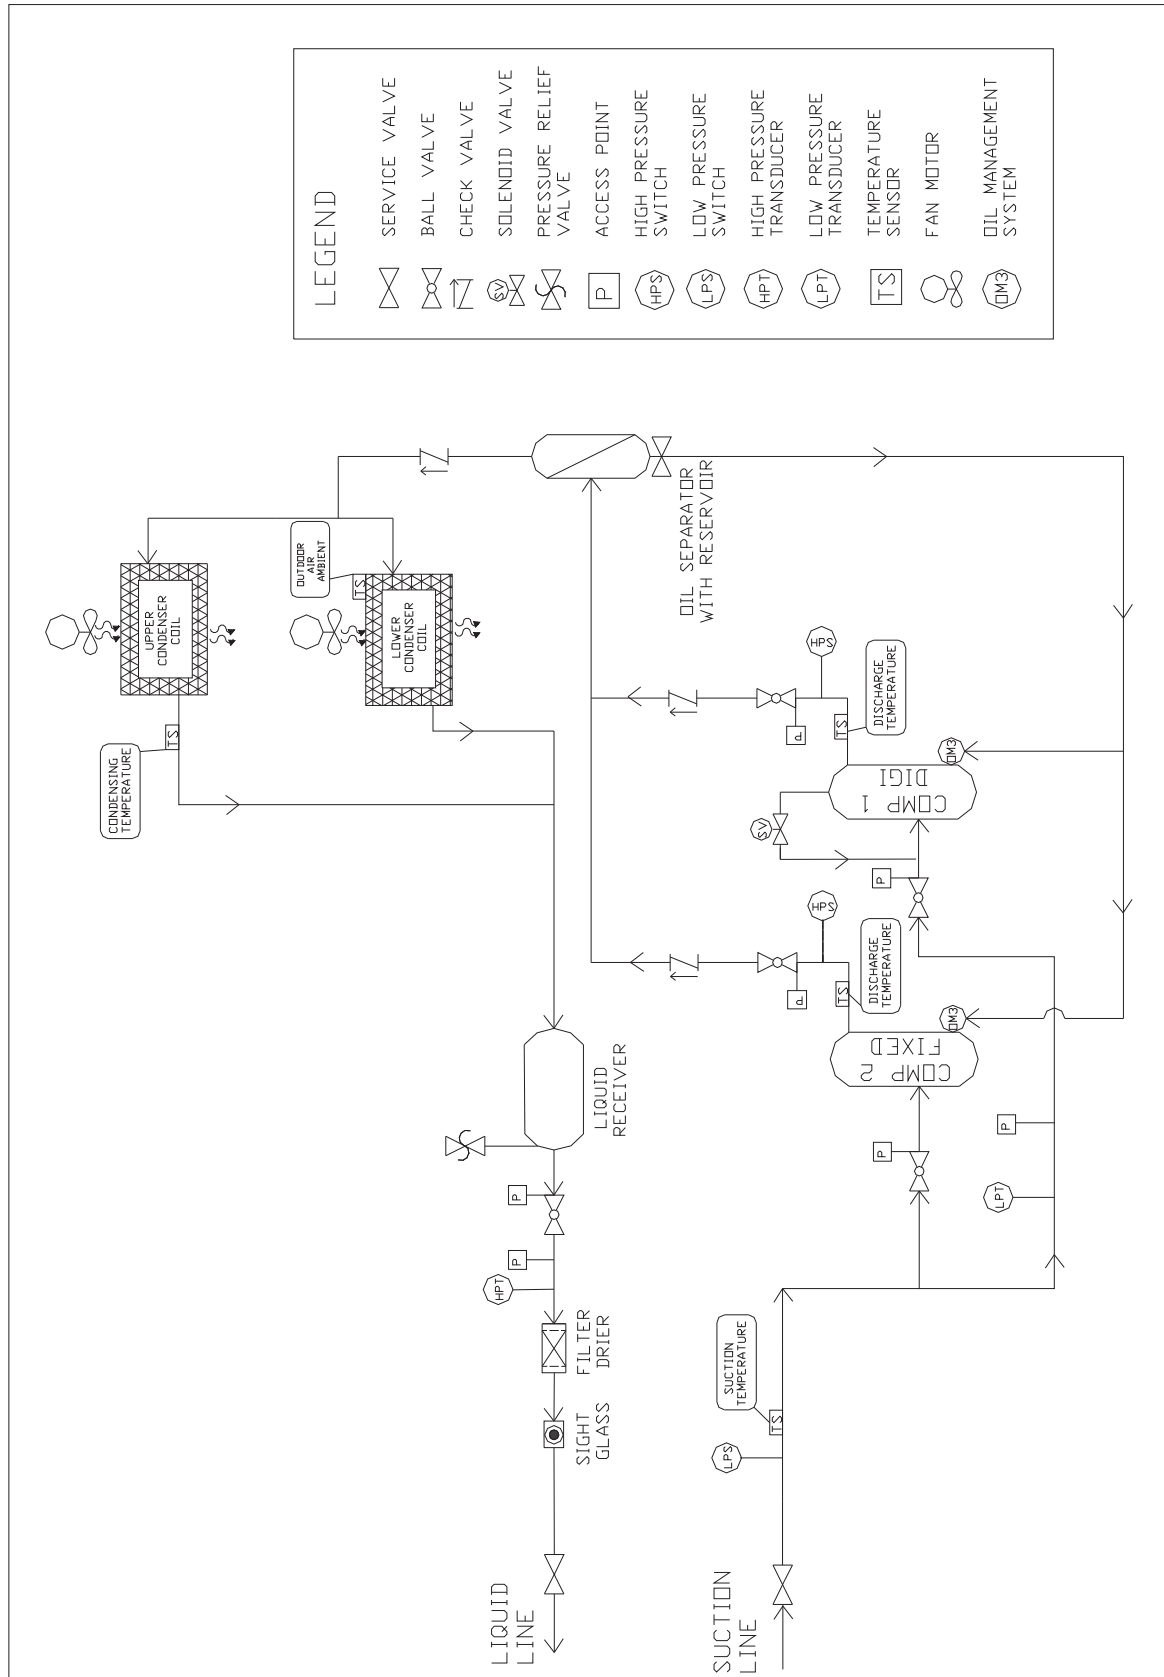 LEGEND
SERVICE VALVE
BALL VALVE
CHECK VALVE
SV
SOLENOID VALVE
PRESSURE RELIEF
VALVE
P
ACCESS POINT
HPS
HIGH PRESSURE
SWITCH
LPS
LOW PRESSURE
SWITCH
HPT
HIGH PRESSURE
TRANSDUCER
LPT
LOW PRESSURE
TRANSDUCER
TS
TEMPERATURE
SENSOR
FAN MOTOR
OM3
OIL MANAGEMENT
SYSTEM
UPPER
CONDENSER
COIL
CONDENSING
TEMPERATURE
TS
OUTDOOR
AIR
AMBIENT
TS
LOWER
CONDENSER
COIL
OIL SEPARATOR
WITH RESERVOIR
LIQUID
RECEIVER
P
P
HPT
FILTER
DRIER
SIGHT
GLASS
LIQUID
LINE
HPS
P
TS
DISCHARGE
TEMPERATURE
OM3
COMP 1
DIGI
SV
P
HPS
P
TS
DISCHARGE
TEMPERATURE
OM3
COMP 2
FIXED
P
P
LPT
SUCTION
TEMPERATURE
TS
LPS
SUCTION
LINE